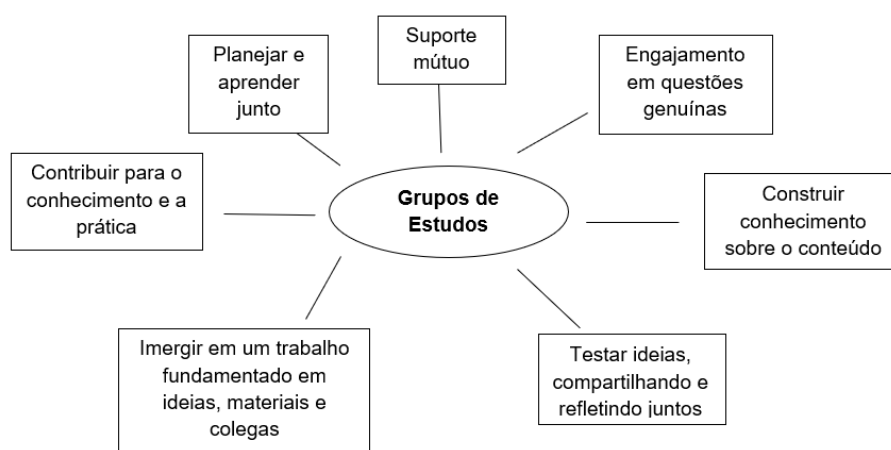 Planejar e
aprender
junto
Suporte
mútuo
Engajamento
em questões
genuínas
Contribuir para o
conhecimento e a
prática
Grupos de
Estudos
Construir
conhecimento
sobre o conteúdo
Imergir em um trabalho
fundamentado em
ideias, materiais e
colegas
Testar ideias,
compartilhando e
refletindo juntos